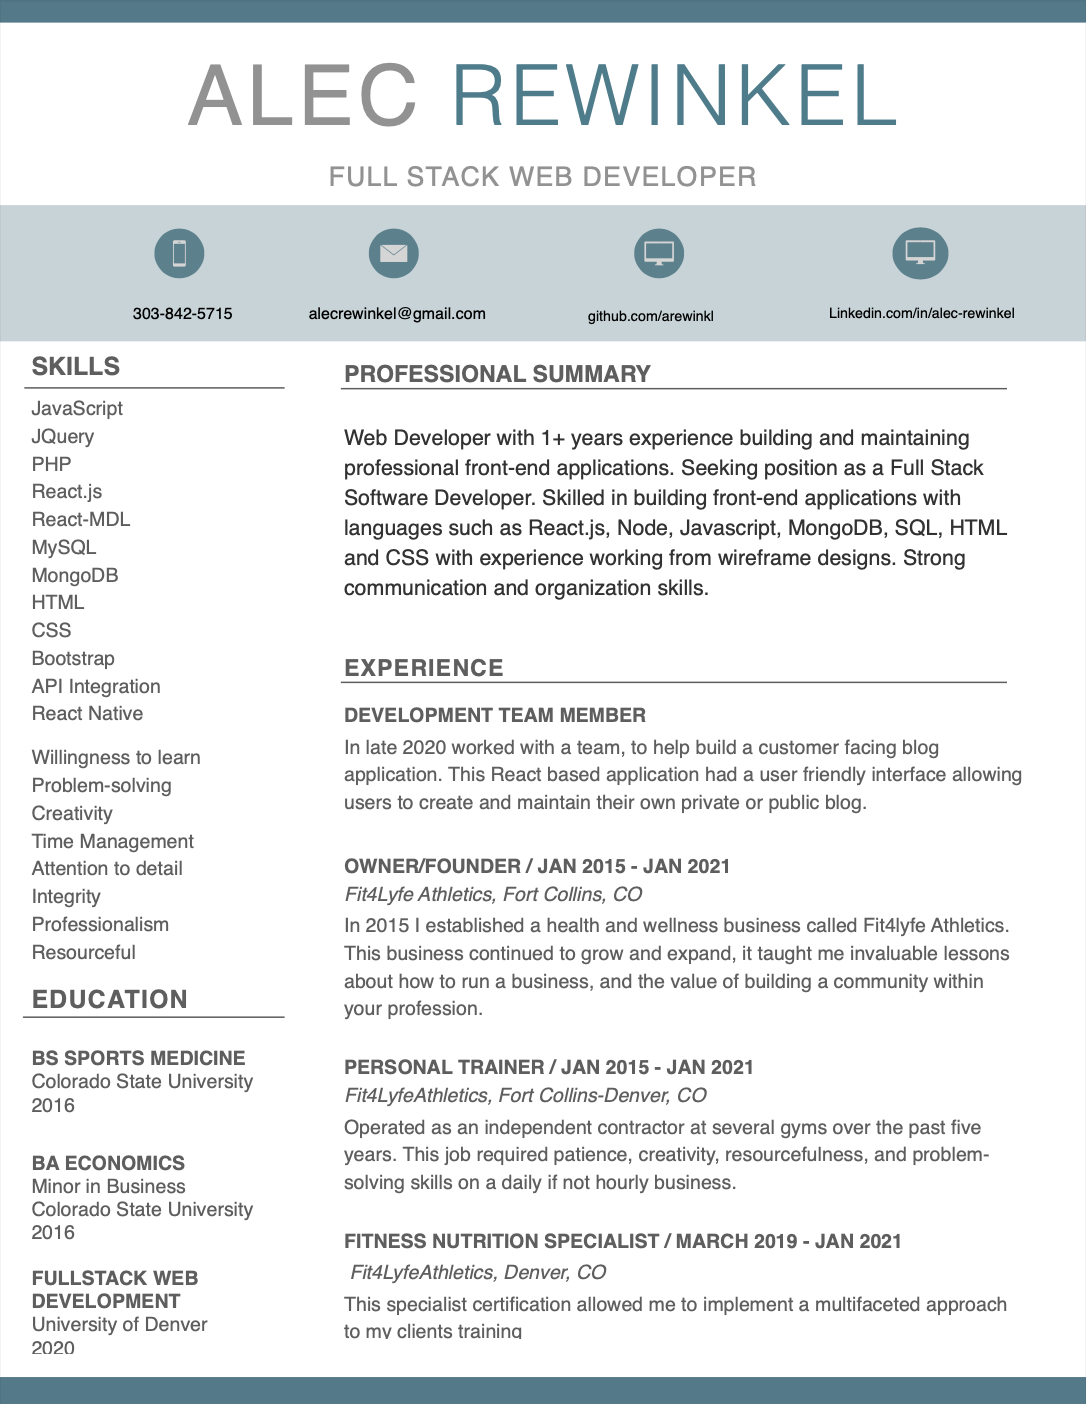 ALEC REWINKEL
FULL STACK WEB DEVELOPER
303-842-5715
alecrewinkel@gmail.com
github.com/arewinkl
Linkedin.com/in/alec-rewinkel
SKILLS
JavaScript
JQuery
PHP
React.js
React-MDL
MySQL
MongoDB
HTML
CSS
Bootstrap
API Integration
React Native
Willingness to learn
Problem-solving
Creativity
Time Management
Attention to detail
Integrity
Professionalism
Resourceful
EDUCATION
BS SPORTS MEDICINE
Colorado State University
2016
BA ECONOMICS
Minor in Business
Colorado State University
2016
FULLSTACK WEB
DEVELOPMENT
University of Denver
2020
PROFESSIONAL SUMMARY
Web Developer with 1+ years experience building and maintaining
professional front-end applications. Seeking position as a Full Stack
Software Developer. Skilled in building front-end applications with
languages such as React.js, Node, Javascript, MongoDB, SQL, HTML
and CSS with experience working from wireframe designs. Strong
communication and organization skills.
EXPERIENCE
DEVELOPMENT TEAM MEMBER
In late 2020 worked with a team, to help build a customer facing blog
application. This React based application had a user friendly interface allowing
users to create and maintain their own private or public blog.
OWNER/FOUNDER / JAN 2015 - JAN 2021
Fit4Lyfe Athletics, Fort Collins, CO
In 2015 I established a health and wellness business called Fit4lyfe Athletics.
This business continued to grow and expand, it taught me invaluable lessons
about how to run a business, and the value of building a community within
your profession.
PERSONAL TRAINER / JAN 2015 - JAN 2021
Fit4LyfeAthletics, Fort Collins-Denver, CO
Operated as an independent contractor at several gyms over the past five
years. This job required patience, creativity, resourcefulness, and problem-
solving skills on a daily if not hourly business.
FITNESS NUTRITION SPECIALIST / MARCH 2019 - JAN 2021
Fit4LyfeAthletics, Denver, CO
This specialist certification allowed me to implement a multifaceted approach
to my clients training